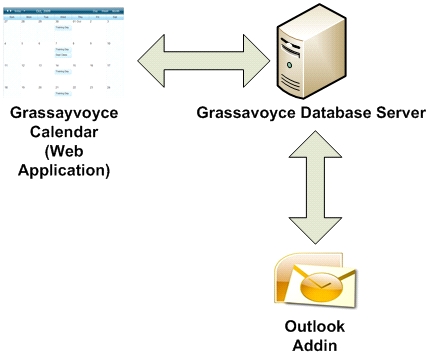 Grassayvoyce
Calendar
(Web
Application)
Grassavoyce Database Server
Outlook
Addin